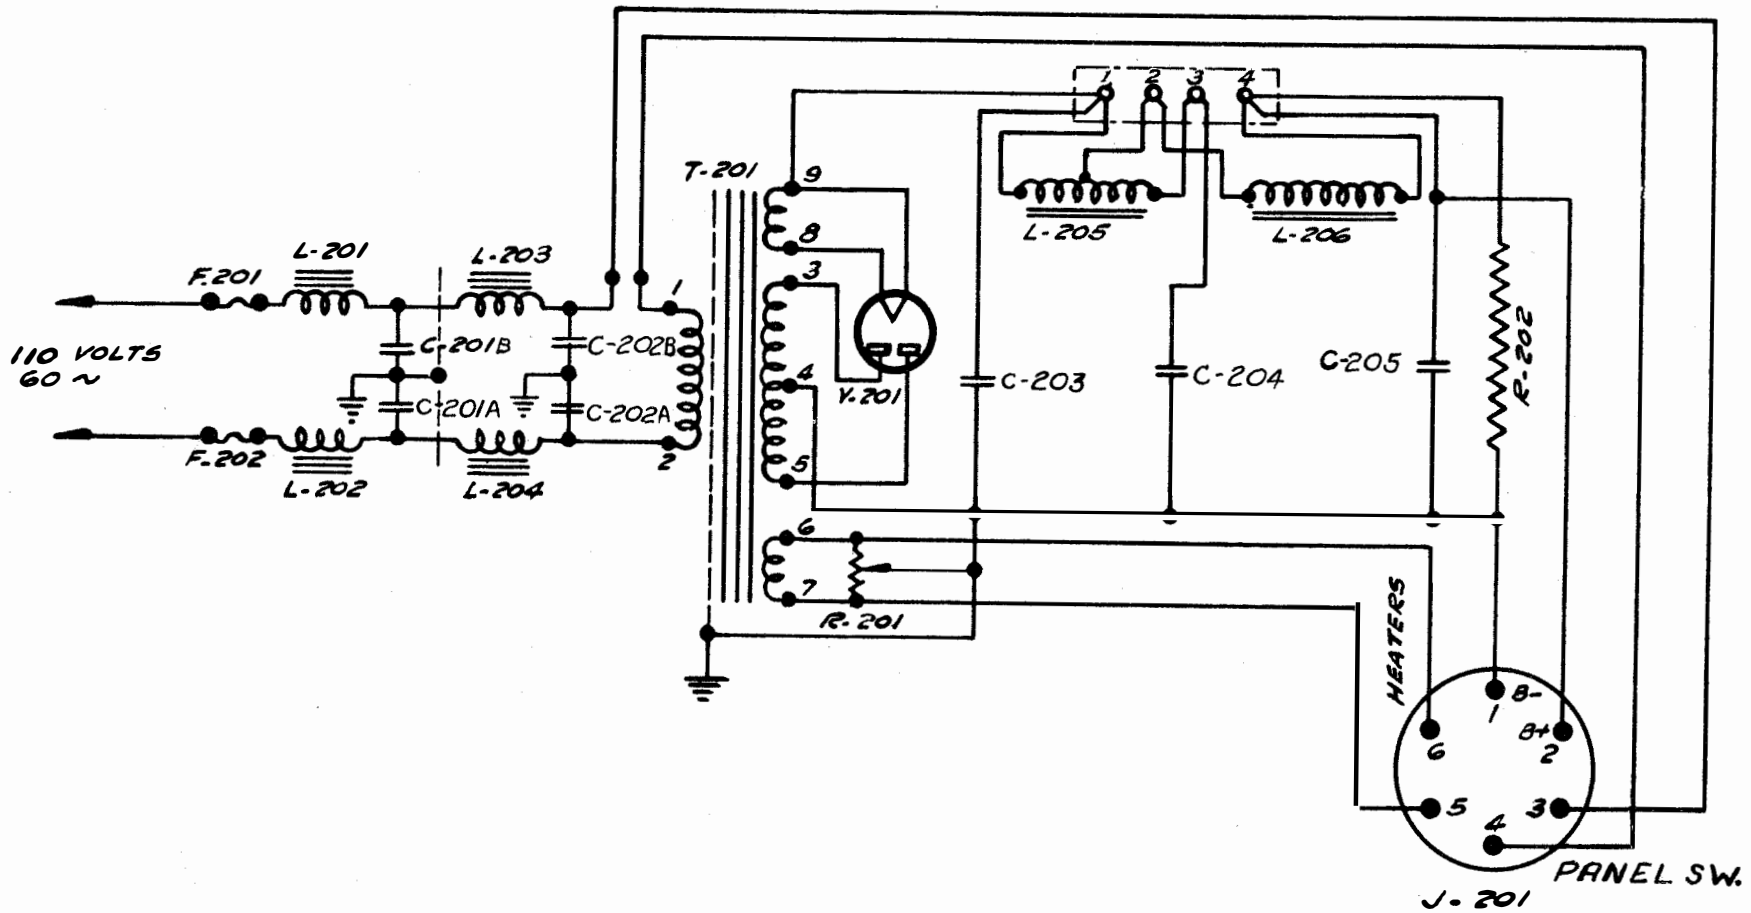 1 2 3 4
T-201
9
8
3
4
5
6
7
L-205
L-206
L-201
L-203
F-201
1
110 VOLTS
60 ~
C-201B
C-202B
C-201A
C-202A
2
F-202
L-202
L-204
V-201
C-203
C-204
C-205
R-202
R-201
HEATERS
B-
1
B+
2
6
5
3
4
PANEL SW.
J-201